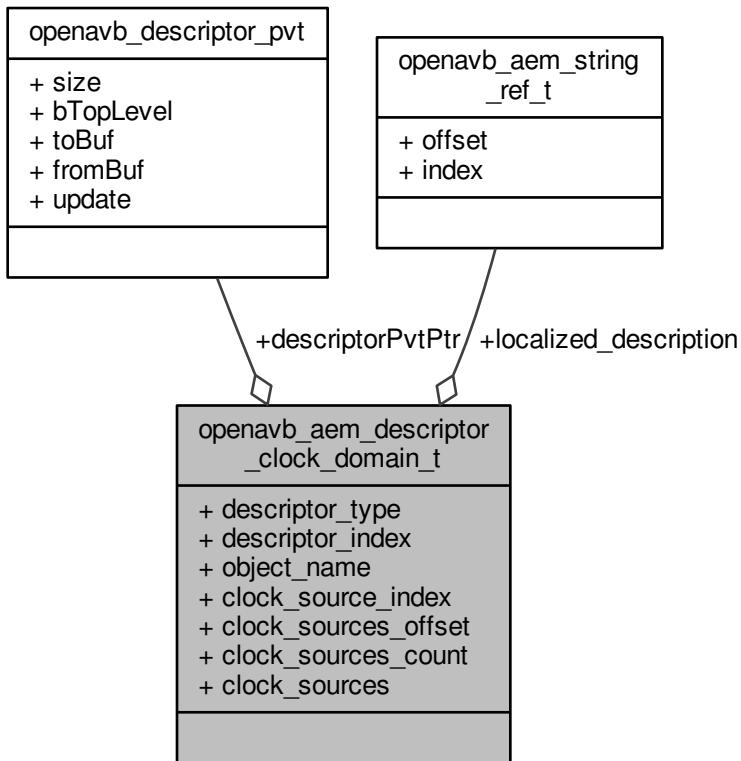 openavb_descriptor_pvt
+ size
+ bTopLevel
+ toBuf
+ fromBuf
+ update
openavb_aem_string
_ref_t
+ offset
+ index
+descriptorPvtPtr
+localized_description
openavb_aem_descriptor
_clock_domain_t
+ descriptor_type
+ descriptor_index
+ object_name
+ clock_source_index
+ clock_sources_offset
+ clock_sources_count
+ clock_sources